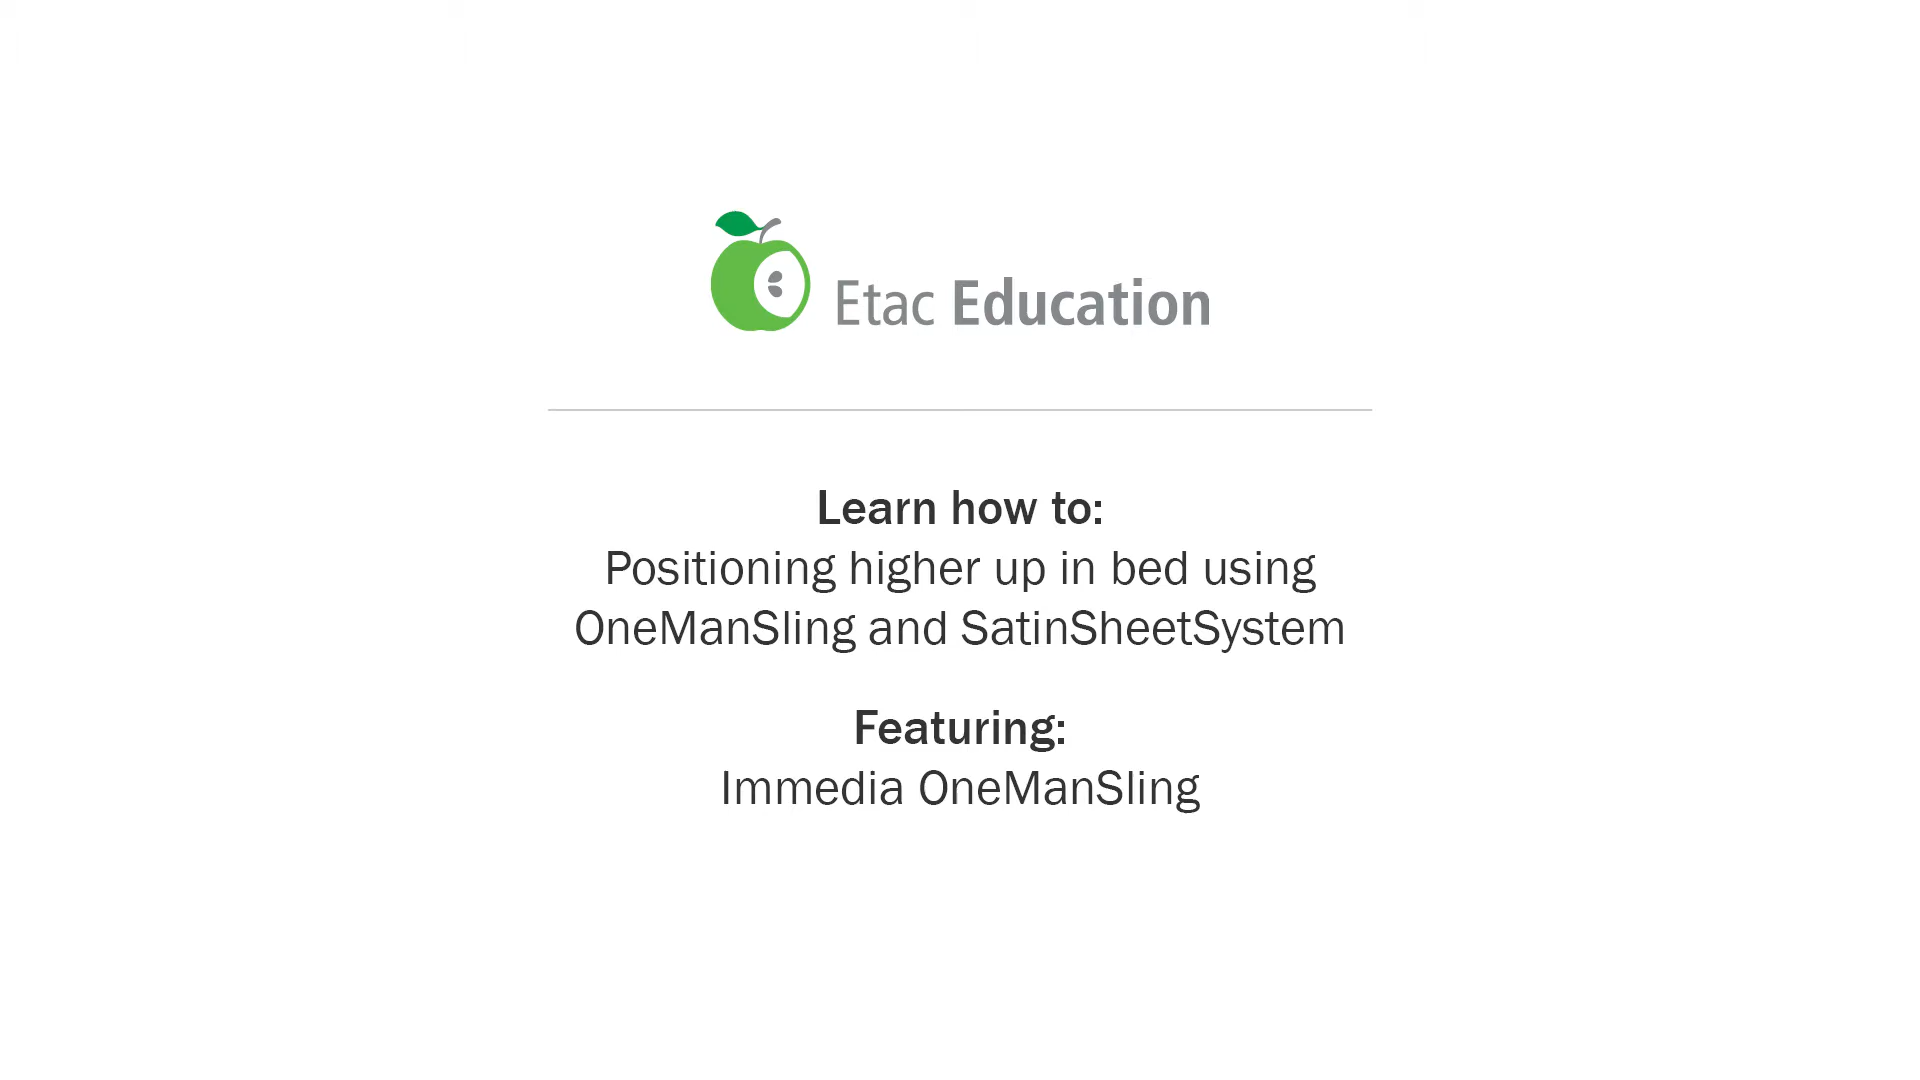 Etac Education
Learn how to:
Positioning higher up in bed using
OneManSling and SatinSheetSystem
Featuring:
Immedia OneManSling